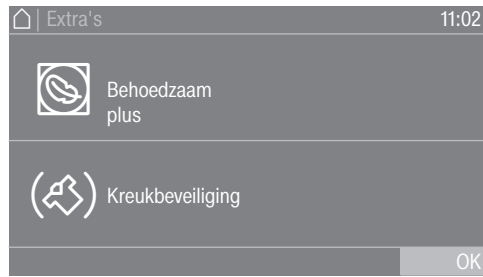 Extra's 11:02
Behoedzaam
plus
Kreukbeveiliging
OK